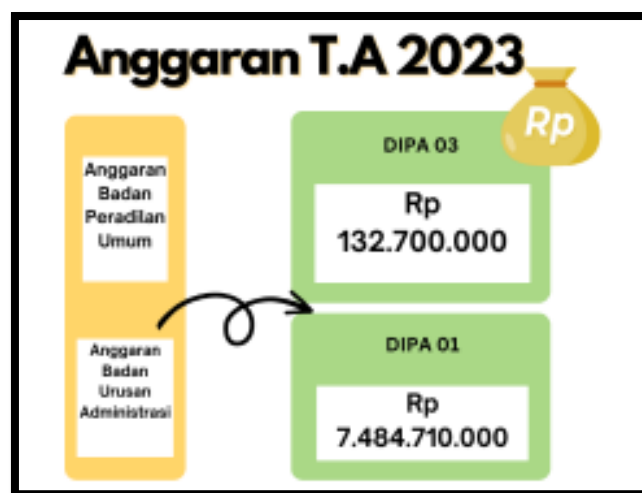 Anggaran T.A 2023
Rp
Anggaran
Badan
Peradilan
Umum
DIPA 03
Rp
132.700.000
Anggaran
Badan
Urusan
Administrasi
DIPA 01
Rp
7.484.710.000